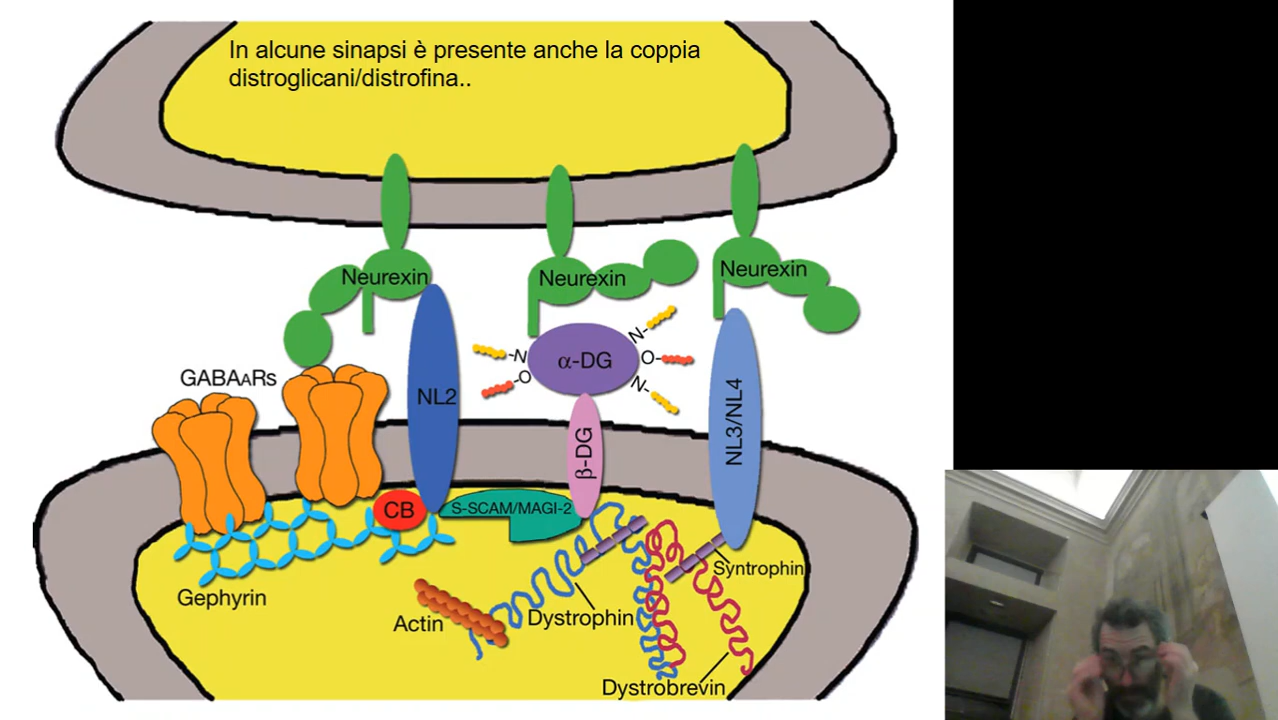 In alcune sinapsi è presente anche la coppia
distroglicani/distrofina..
Neurexin
Neurexin
Neurexin
GABAARs
NL2
-N
-O
α-DG
N-
O-
N-
β-DG
NL3/NL4
CB
S-SCAM/MAGI-2
Gephyrin
Actin
Dystrophin
Syntrophin
Dystrobrevin